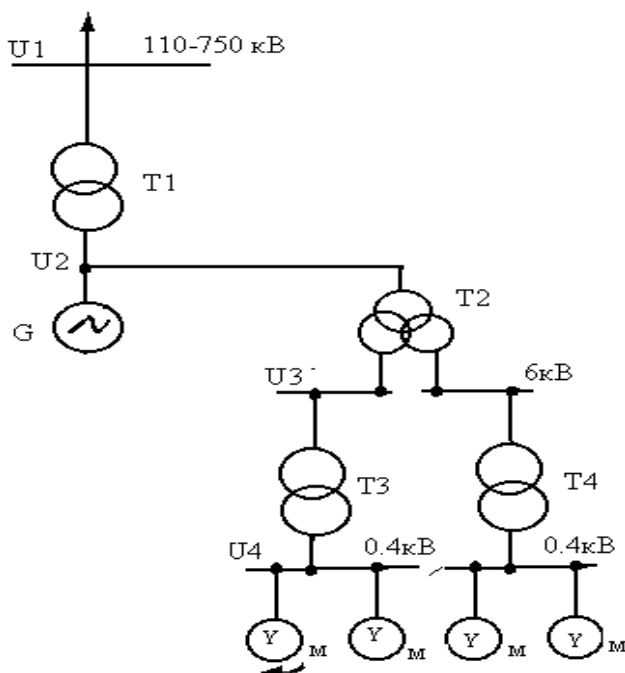 U1 110-750 кВ
T1
U2
T2
G
U3 6кВ
T3 T4
U4 0.4кВ 0.4кВ
Y м Y м Y м Y м